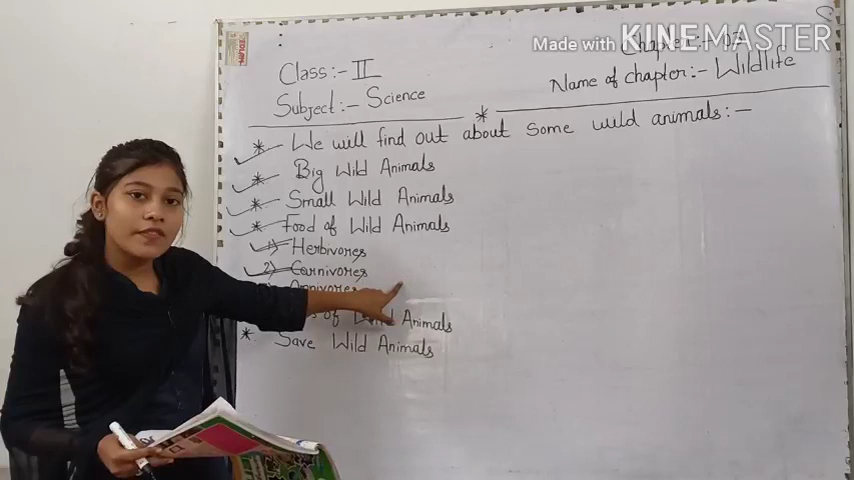 Made with KINEMASTER
Chapter:- 07
Class:- II
Name of chapter:- Wildlife
Subject:- Science
* We will find out about some wild animals:-
* Big Wild Animals
* Small Wild Animals
* Food of Wild Animals
1) Herbivores
2) Carnivores
Omnivores
of Wild Animals
* Save Wild Animals